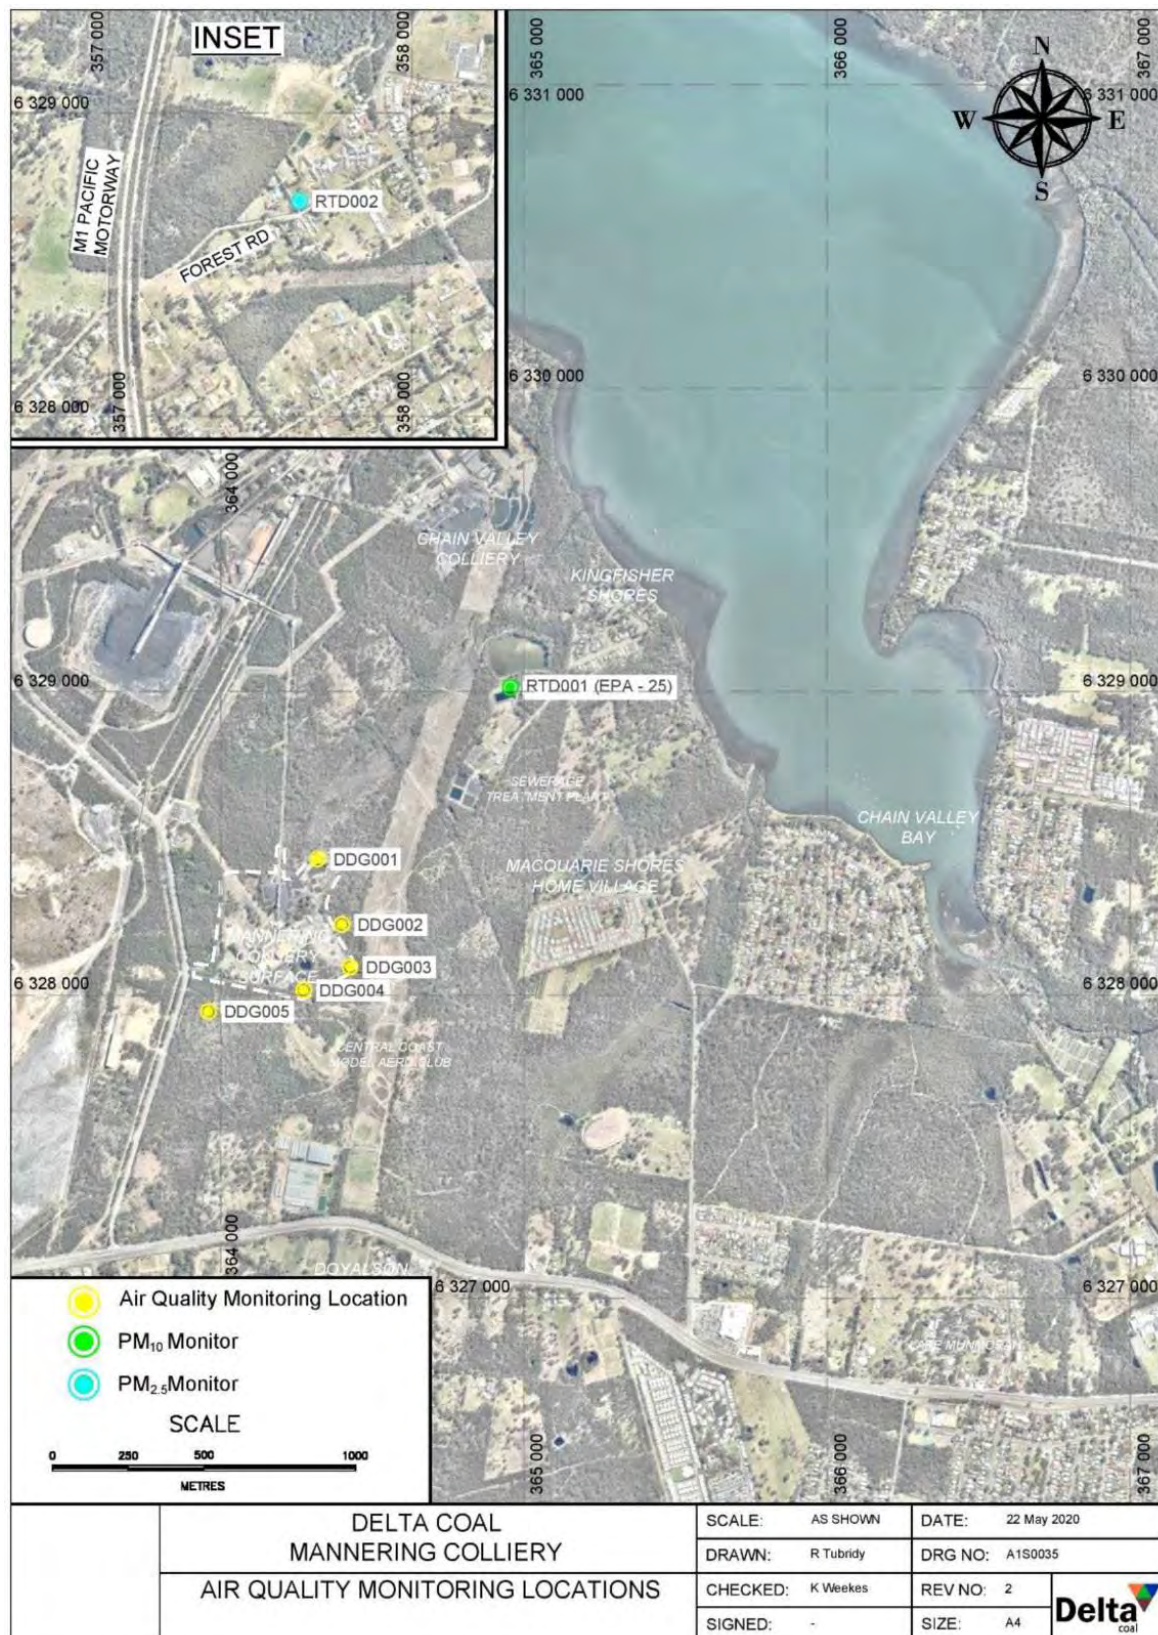 INSET
357 000
358 000
6 329 000
M1 PACIFIC
MOTORWAY
RTD002
FOREST RD
357 000
358 000
6 328 000
365 000
366 000
367 000
6 331 000
6 331 000
N
W
E
S
6 330 000
6 330 000
364 000
CHAIN VALLEY
COLLIERY
KINGFISHER
SHORES
6 329 000
RTD001 (EPA - 25)
6 329 000
SEWERAGE
TREATMENT PLANT
CHAIN VALLEY
BAY
DDG001
MACQUARIE SHORES
HOME VILLAGE
DDG002
MANNERING
COLLIERY
SURFACE
DDG003
6 328 000
DDG004
6 328 000
DDG005
CENTRAL COAST
MODEL AERO CLUB
364 000
DOYALSON
6 327 000
6 327 000
LAKE MUNMORAH
365 000
366 000
367 000
Air Quality Monitoring Location
PM₁₀ Monitor
PM₂.₅Monitor
SCALE
0 250 500 1000
METRES
DELTA COAL
MANNERING COLLIERY
AIR QUALITY MONITORING LOCATIONS
SCALE: AS SHOWN
DATE: 22 May 2020
DRAWN: R Tubridy
DRG NO: A1S0035
CHECKED: K Weekes
REV NO: 2
SIGNED: -
SIZE: A4
Delta
coal